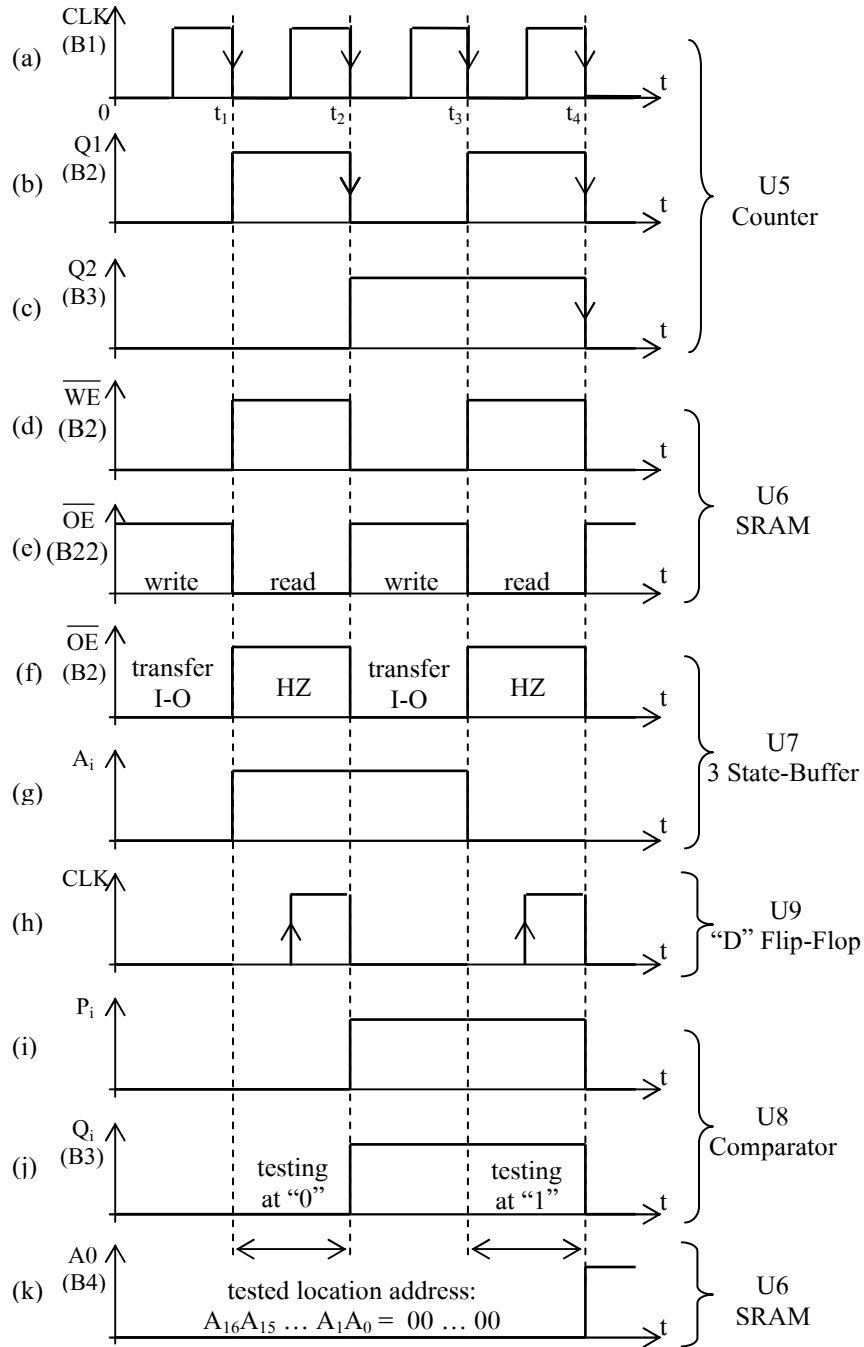 CLK
(B1)
(a)
t
0
t₁
t₂
t₃
t₄
Q1
(B2)
(b)
t
U5
Counter
Q2
(B3)
(c)
t
W̅E̅
(B2)
(d)
t
U6
SRAM
O̅E̅
(B22)
(e)
write
read
write
read
t
O̅E̅
(B2)
(f)
transfer
I-O
HZ
transfer
I-O
HZ
t
U7
3 State-Buffer
Aᵢ
(g)
t
CLK
(h)
t
U9
“D” Flip-Flop
Pᵢ
(i)
t
U8
Comparator
Qᵢ
(B3)
(j)
testing
at “0”
testing
at “1”
t
A0
(B4)
(k)
tested location address:
A₁₆A₁₅ … A₁A₀ = 00 … 00
t
U6
SRAM